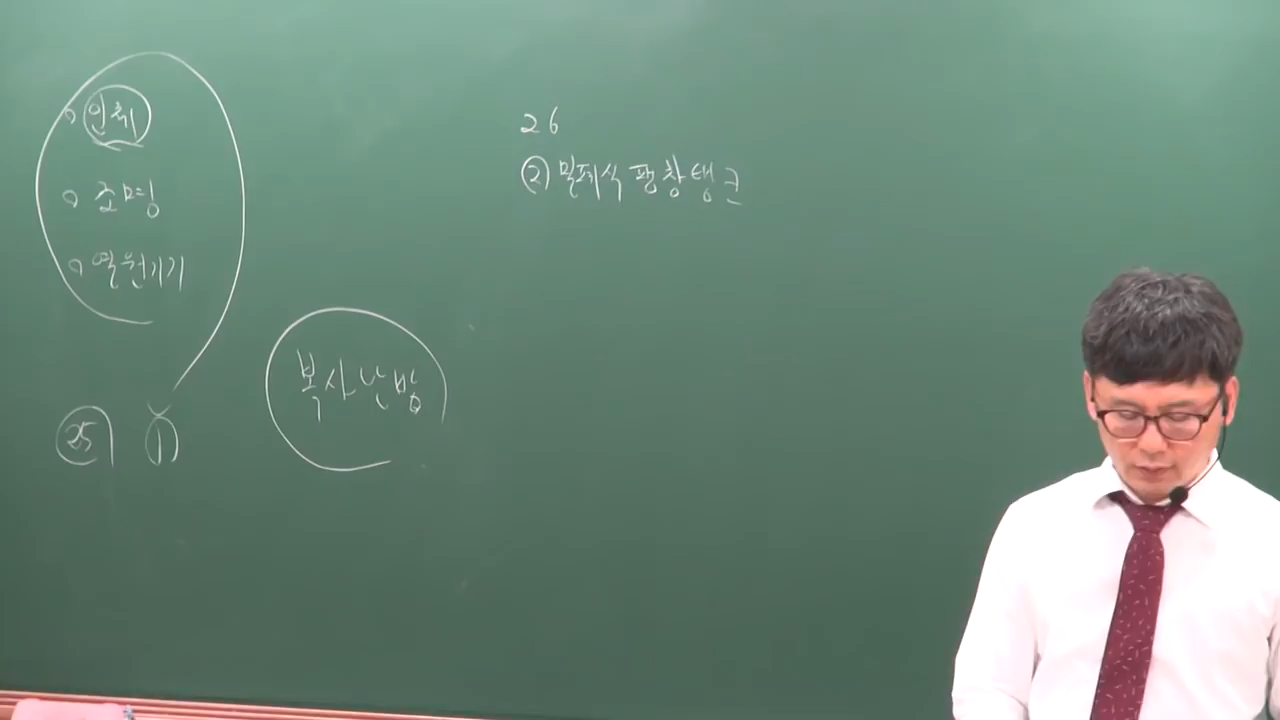 o 인체
o 조명
o 열원기기
복사난방
25 ①
26
② 밀폐식 팽창탱크